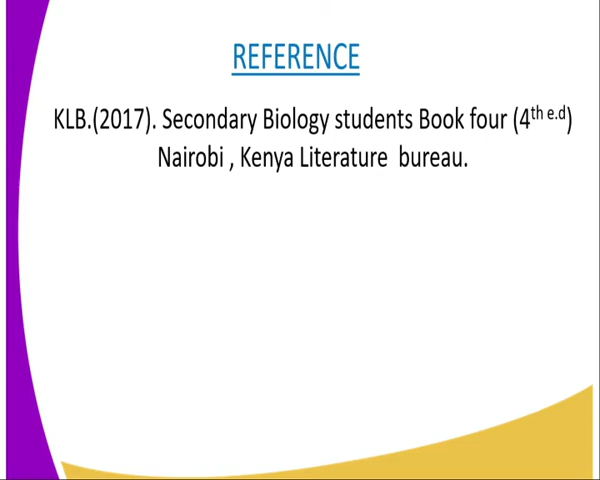 REFERENCE
KLB.(2017). Secondary Biology students Book four (4th e.d)
Nairobi , Kenya Literature bureau.